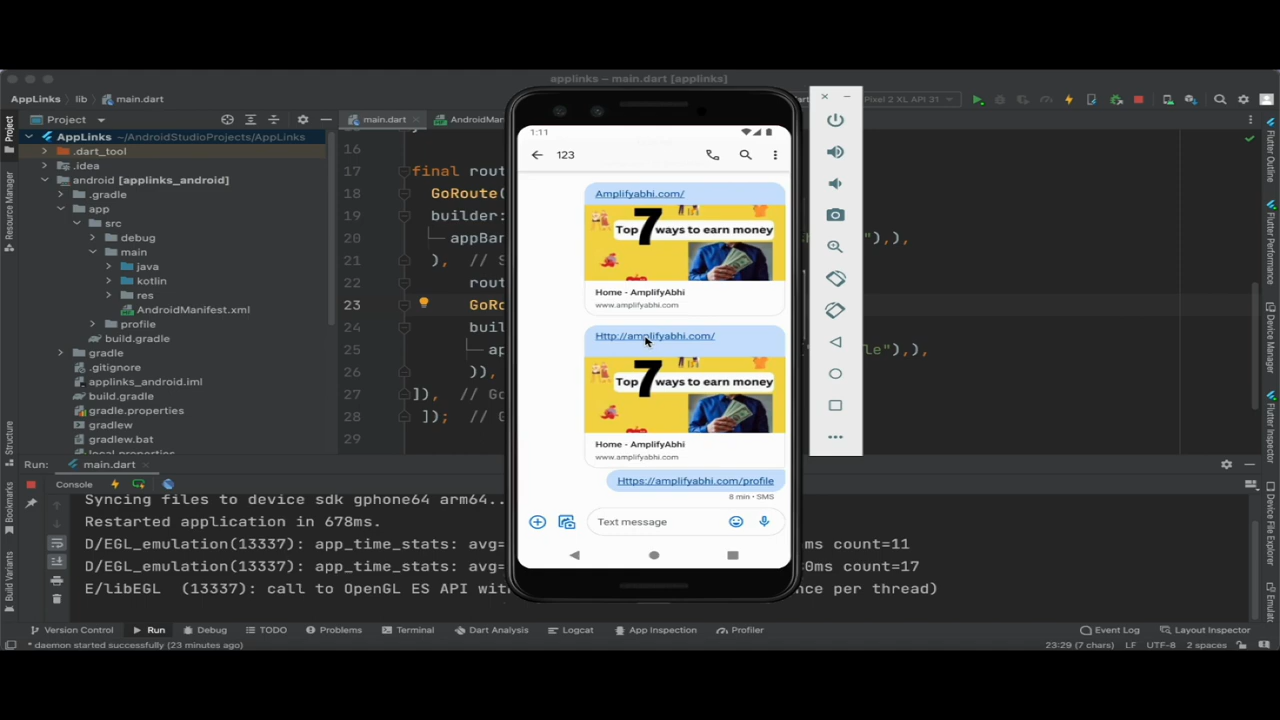 applinks – main.dart [applinks]
AppLinks lib main.dart
Pixel 2 XL API 31
Project
main.dart
AndroidMan
AppLinks ~/AndroidStudioProjects/AppLinks
.dart_tool
.idea
android [applinks_android]
.gradle
app
src
debug
main
java
kotlin
res
AndroidManifest.xml
profile
build.gradle
gradle
.gitignore
applinks_android.iml
build.gradle
gradle.properties
gradlew
gradlew.bat
local.properties
16
17 final rout
18 GoRoute(
19 builder:
20 appBar "),),
21 ), // S
22 rout
23 GoRo
24 buil
25 ap le"),),
26 )),
27 ]), // Go
28 ]); // G
29
1:11
123
Amplifyabhi.com/
Top 7 ways to earn money
Home - AmplifyAbhi
www.amplifyabhi.com
Http://amplifyabhi.com/
Top 7 ways to earn money
Home - AmplifyAbhi
www.amplifyabhi.com
Https://amplifyabhi.com/profile
8 min • SMS
Text message
Project
Resource Manager
Structure
Bookmarks
Build Variants
Flutter Outline
Flutter Performance
Device Manager
Flutter Inspector
Device File Explorer
Emulat
Run: main.dart
Console
Syncing files to device sdk gphone64 arm64..
Restarted application in 678ms.
D/EGL_emulation(13337): app_time_stats: avg= ms count=11
D/EGL_emulation(13337): app_time_stats: avg= 0ms count=17
E/libEGL (13337): call to OpenGL ES API wit nce per thread)
Version Control Run Debug TODO Problems Terminal Dart Analysis Logcat App Inspection Profiler Event Log Layout Inspector
* daemon started successfully (23 minutes ago) 23:29 (7 chars) LF UTF-8 2 spaces